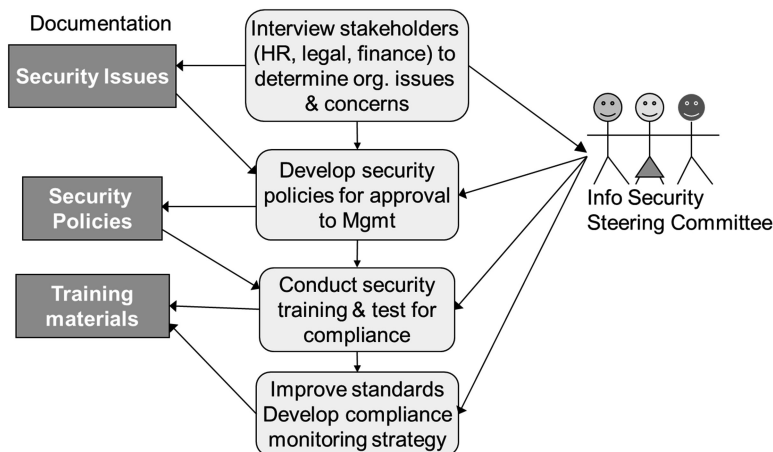 Documentation
Security Issues
Interview stakeholders
(HR, legal, finance) to
determine org. issues
& concerns
Develop security
policies for approval
to Mgmt
Security
Policies
Info Security
Steering Committee
Training
materials
Conduct security
training & test for
compliance
Improve standards
Develop compliance
monitoring strategy